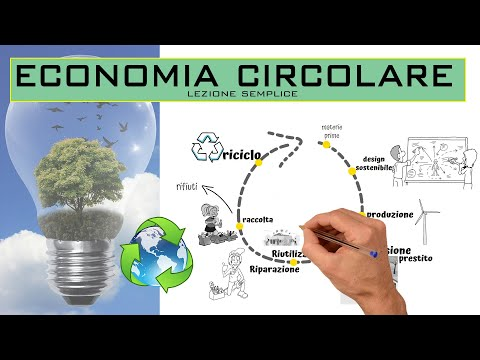 ECONOMIA CIRCOLARE
LEZIONE SEMPLICE
materie
prime
riciclo
design
sostenibile
rifiuti
produzione
raccolta
prestito
Riparazione